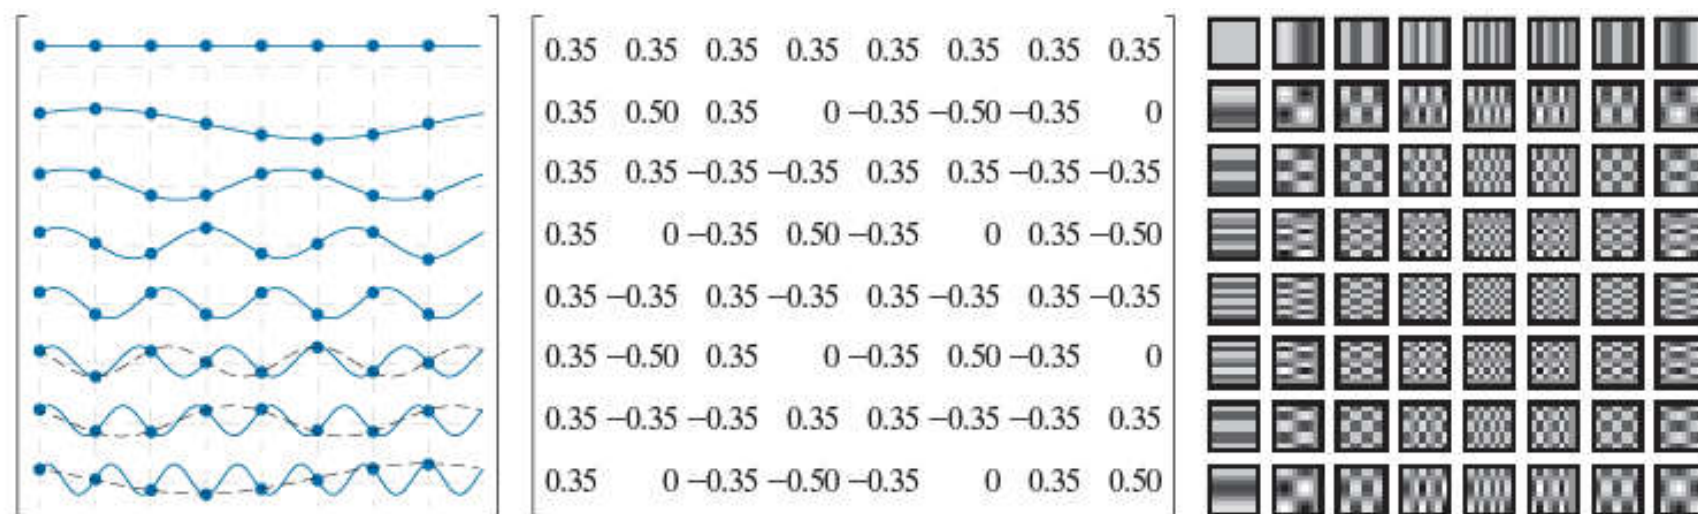 0.35 0.35 0.35 0.35 0.35 0.35 0.35 0.35
0.35 0.50 0.35 0 −0.35 −0.50 −0.35 0
0.35 0.35 −0.35 −0.35 0.35 0.35 −0.35 −0.35
0.35 0 −0.35 0.50 −0.35 0 0.35 −0.50
0.35 −0.35 0.35 −0.35 0.35 −0.35 0.35 −0.35
0.35 −0.50 0.35 0 −0.35 0.50 −0.35 0
0.35 −0.35 −0.35 0.35 0.35 −0.35 −0.35 0.35
0.35 0 −0.35 −0.50 −0.35 0 0.35 0.50